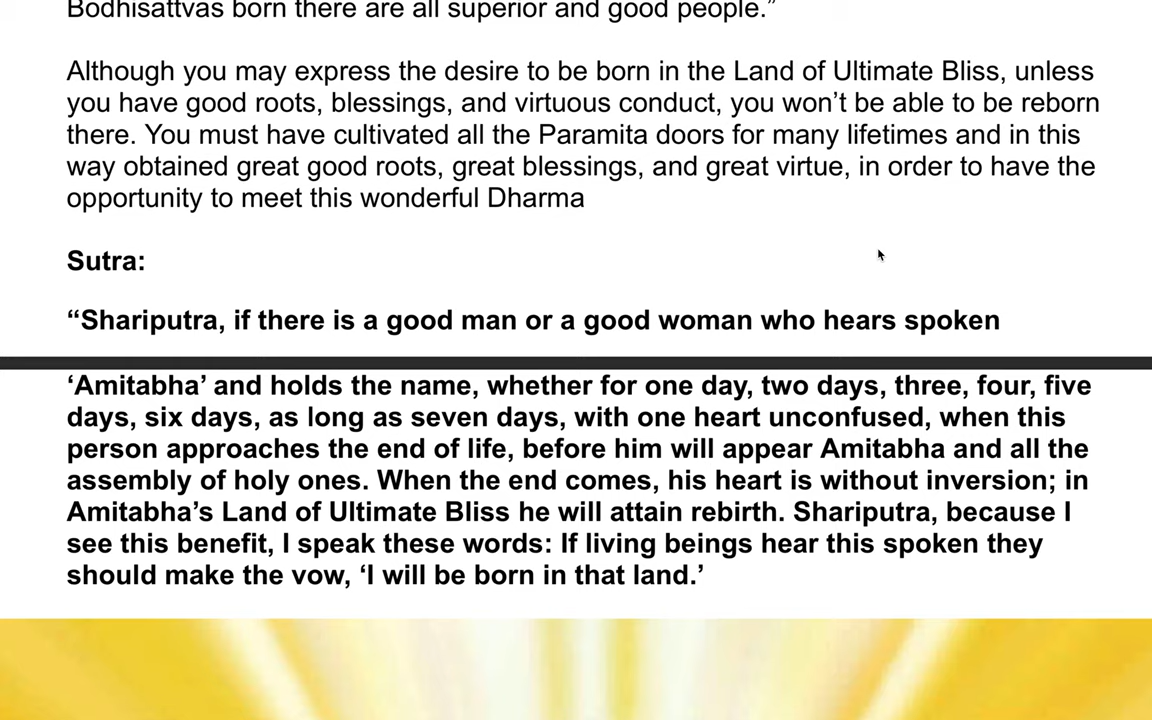 Bodhisattvas born there are all superior and good people.”
Although you may express the desire to be born in the Land of Ultimate Bliss, unless
you have good roots, blessings, and virtuous conduct, you won’t be able to be reborn
there. You must have cultivated all the Paramita doors for many lifetimes and in this
way obtained great good roots, great blessings, and great virtue, in order to have the
opportunity to meet this wonderful Dharma
Sutra:
“Shariputra, if there is a good man or a good woman who hears spoken
‘Amitabha’ and holds the name, whether for one day, two days, three, four, five
days, six days, as long as seven days, with one heart unconfused, when this
person approaches the end of life, before him will appear Amitabha and all the
assembly of holy ones. When the end comes, his heart is without inversion; in
Amitabha’s Land of Ultimate Bliss he will attain rebirth. Shariputra, because I
see this benefit, I speak these words: If living beings hear this spoken they
should make the vow, ‘I will be born in that land.’